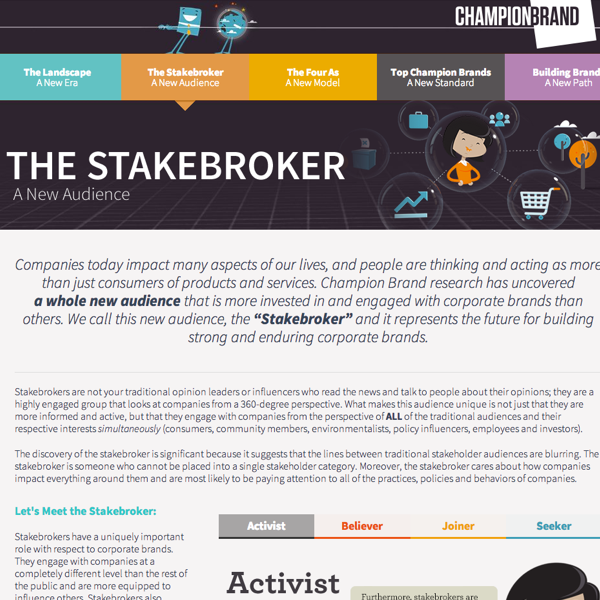 CHAMPIONBRAND
The Landscape
A New Era
The Stakebroker
A New Audience
The Four As
A New Model
Top Champion Brands
A New Standard
Building Brand
A New Path
THE STAKEBROKER
A New Audience
Companies today impact many aspects of our lives, and people are thinking and acting as more
than just consumers of products and services. Champion Brand research has uncovered
a whole new audience that is more invested in and engaged with corporate brands than
others. We call this new audience, the “Stakebroker” and it represents the future for building
strong and enduring corporate brands.
Stakebrokers are not your traditional opinion leaders or influencers who read the news and talk to people about their opinions; they are a
highly engaged group that looks at companies from a 360-degree perspective. What makes this audience unique is not just that they are
more informed and active, but that they engage with companies from the perspective of ALL of the traditional audiences and their
respective interests simultaneously (consumers, community members, environmentalists, policy influencers, employees and investors).
The discovery of the stakebroker is significant because it suggests that the lines between traditional stakeholder audiences are blurring. The
stakebroker is someone who cannot be placed into a single stakeholder category. Moreover, the stakebroker cares about how companies
impact everything around them and are most likely to be paying attention to all of the practices, policies and behaviors of companies.
Let's Meet the Stakebroker:
Stakebrokers have a uniquely important
role with respect to corporate brands.
They engage with companies at a
completely different level than the rest of
the public and are more equipped to
influence others. Stakebrokers also
Activist
Believer
Joiner
Seeker
Activist
Furthermore, stakebrokers are